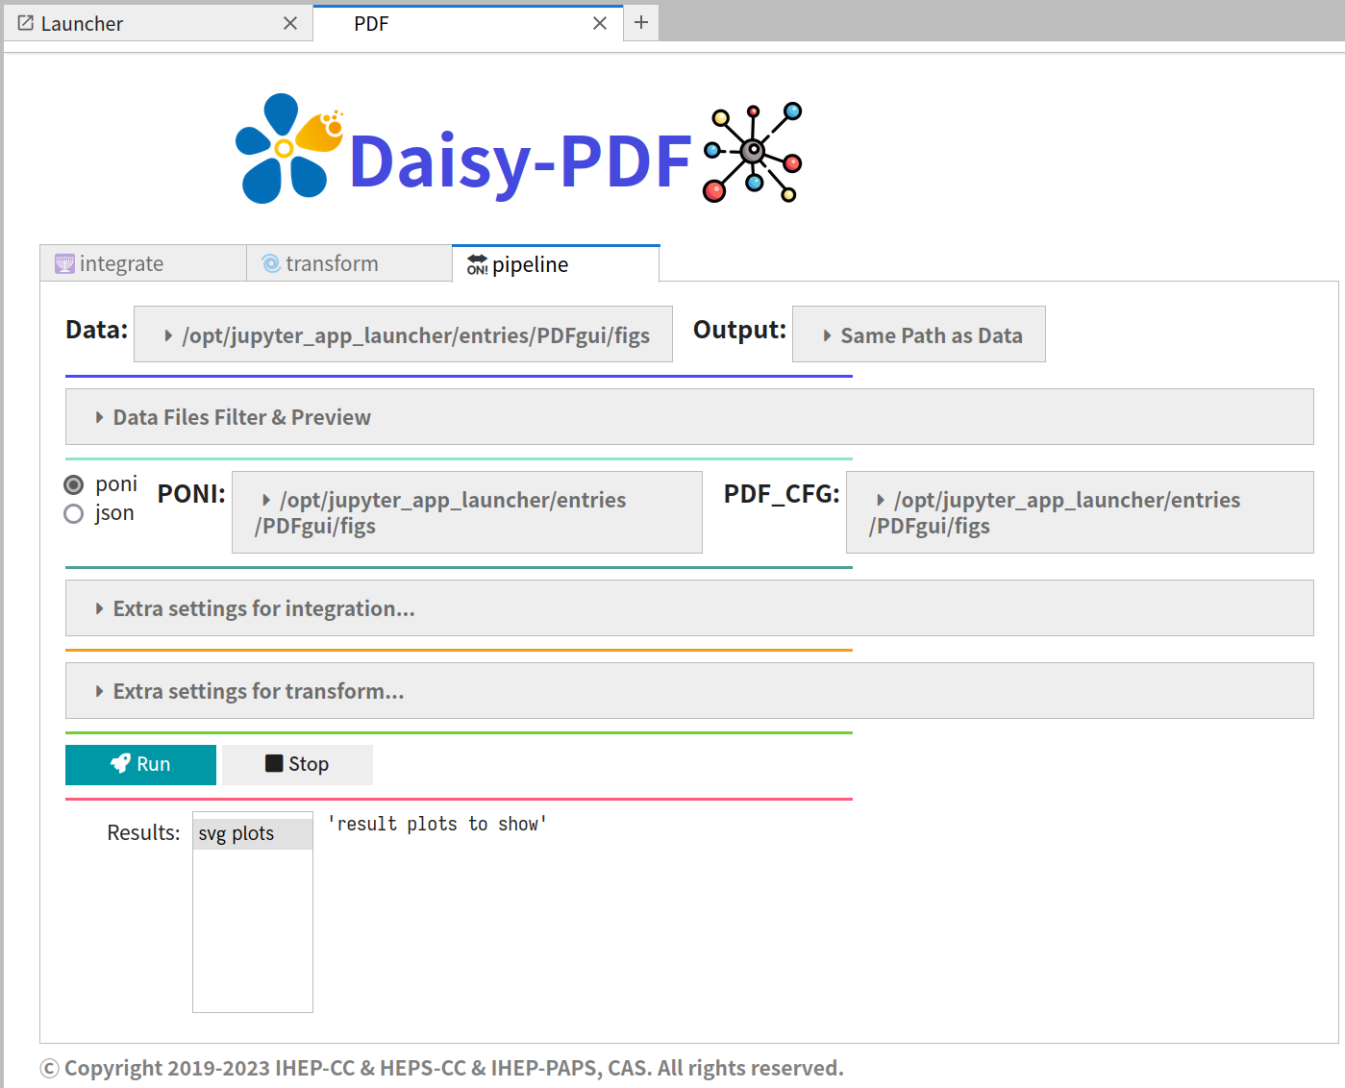 Launcher
PDF
Daisy-PDF
integrate
transform
ON! pipeline
Data: /opt/jupyter_app_launcher/entries/PDFgui/figs Output: Same Path as Data
Data Files Filter & Preview
poni
json
PONI: /opt/jupyter_app_launcher/entries
/PDFgui/figs
PDF_CFG: /opt/jupyter_app_launcher/entries
/PDFgui/figs
Extra settings for integration...
Extra settings for transform...
Run
Stop
Results: svg plots 'result plots to show'
© Copyright 2019-2023 IHEP-CC & HEPS-CC & IHEP-PAPS, CAS. All rights reserved.